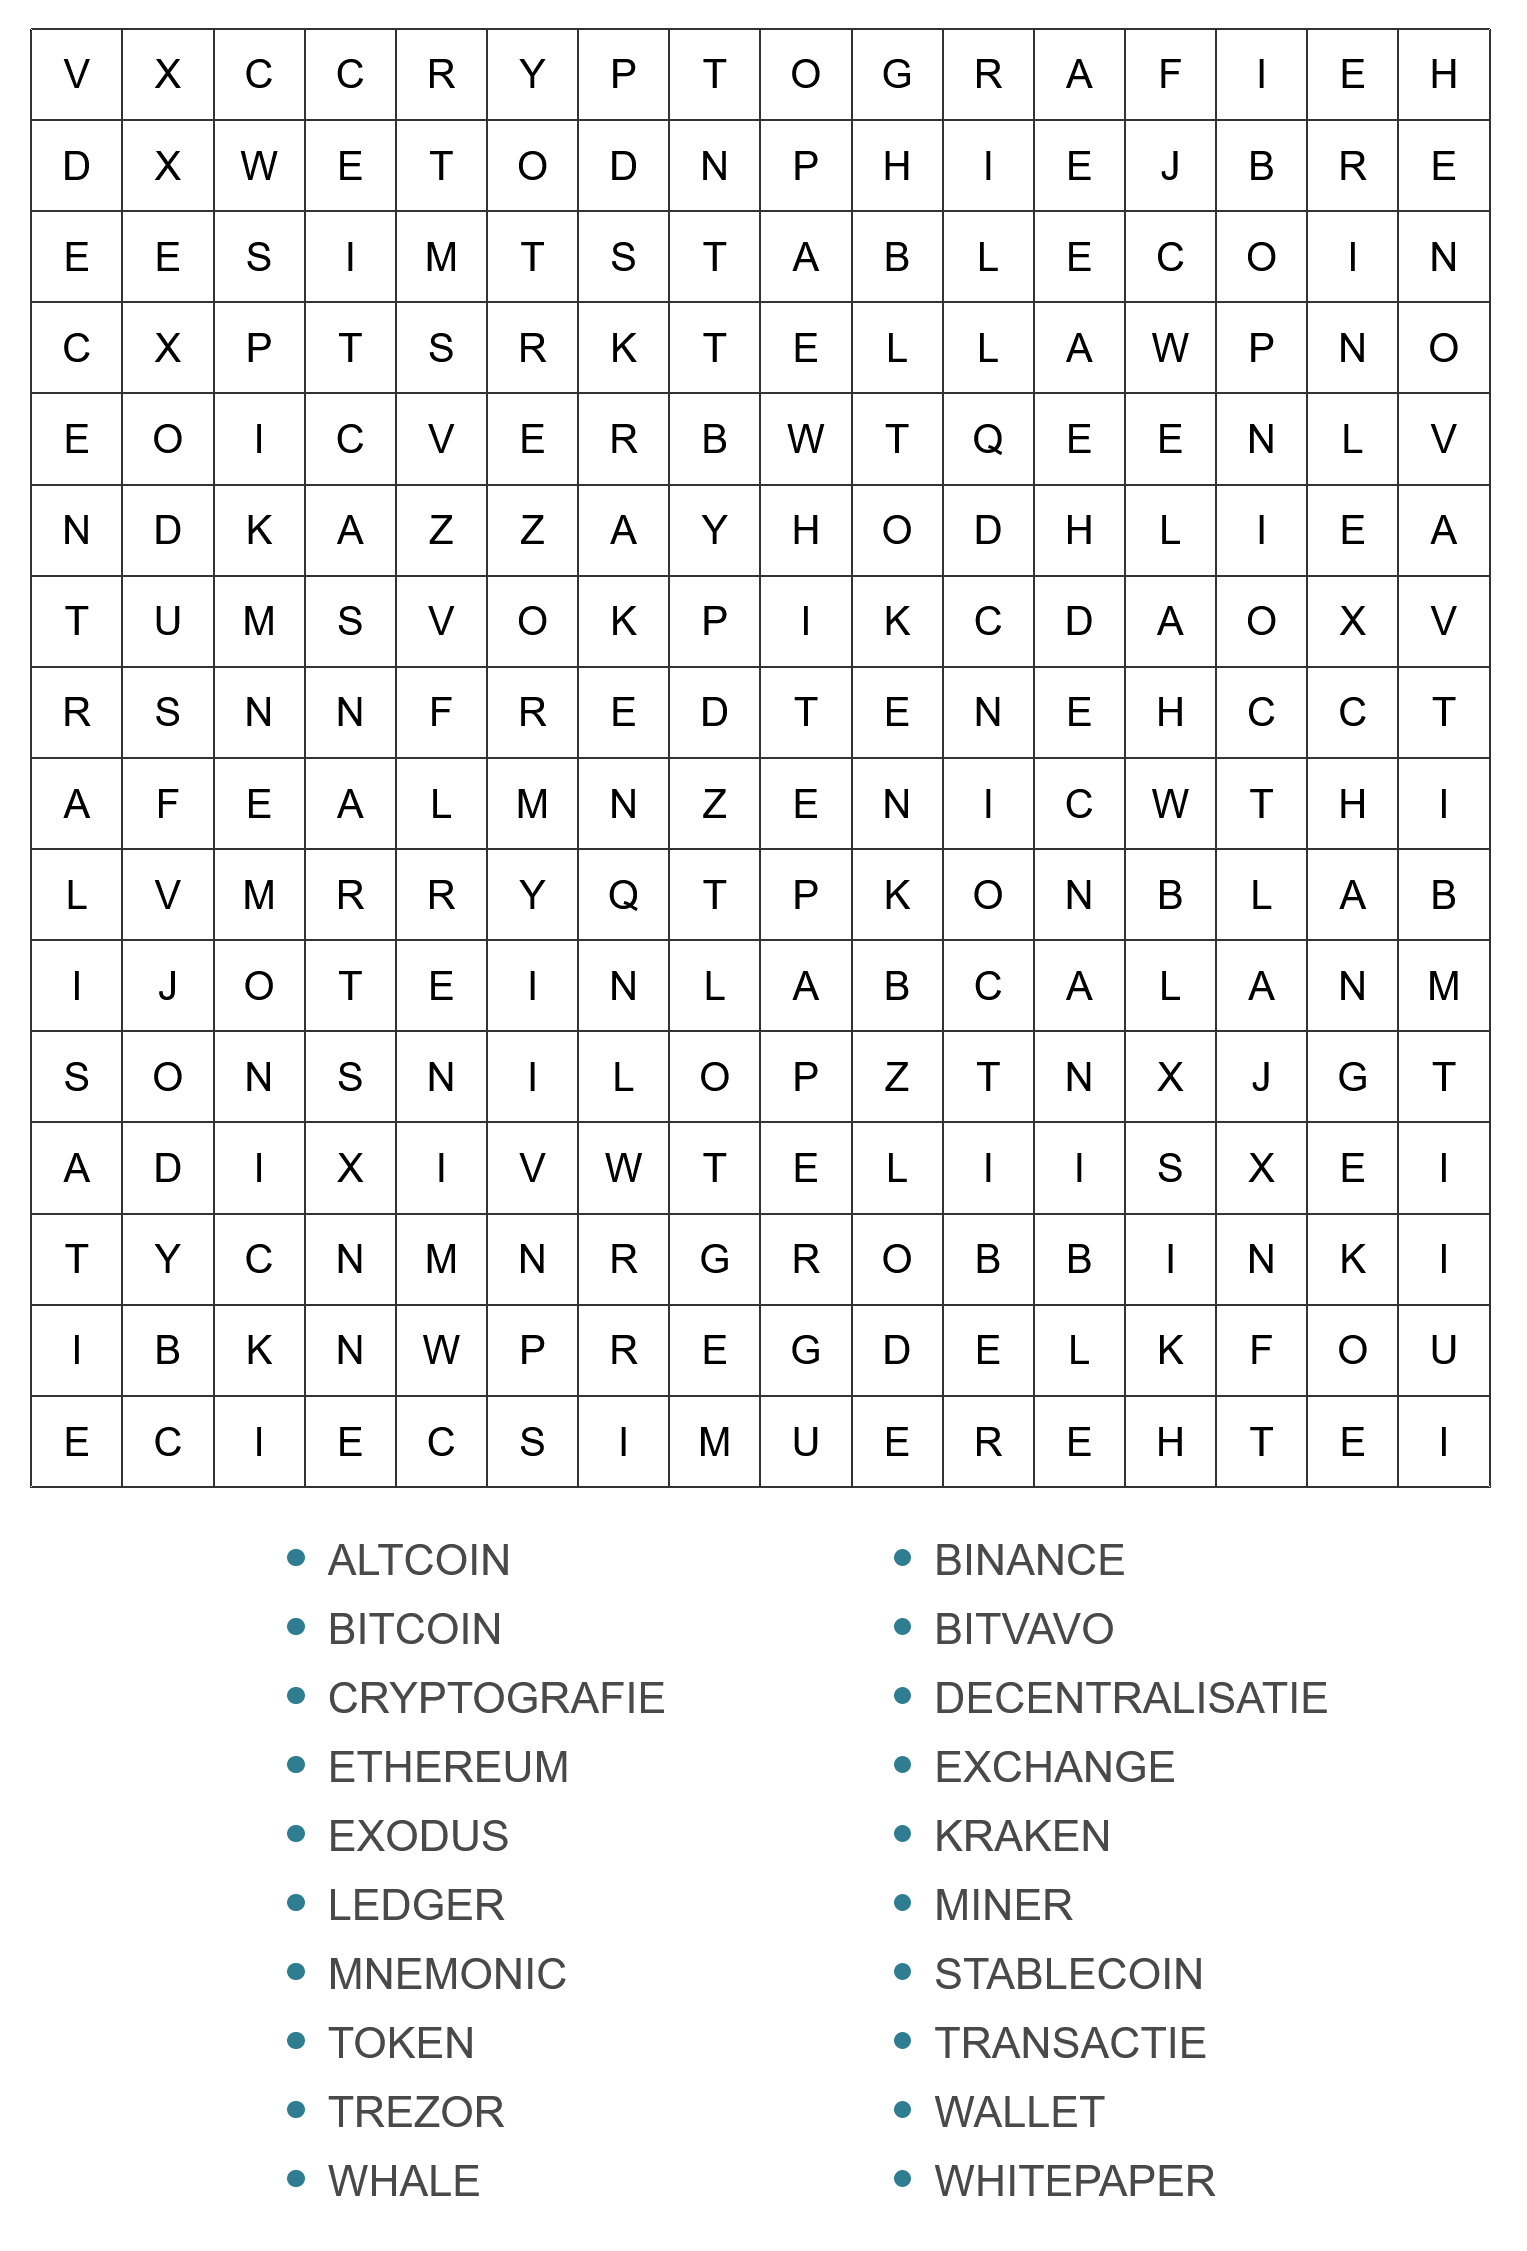 V X C C R Y P T O G R A F I E H
D X W E T O D N P H I E J B R E
E E S I M T S T A B L E C O I N
C X P T S R K T E L L A W P N O
E O I C V E R B W T Q E E N L V
N D K A Z Z A Y H O D H L I E A
T U M S V O K P I K C D A O X V
R S N N F R E D T E N E H C C T
A F E A L M N Z E N I C W T H I
L V M R R Y Q T P K O N B L A B
I J O T E I N L A B C A L A N M
S O N S N I L O P Z T N X J G T
A D I X I V W T E L I I S X E I
T Y C N M N R G R O B B I N K I
I B K N W P R E G D E L K F O U
E C I E C S I M U E R E H T E I
ALTCOIN BINANCE
BITCOIN BITVAVO
CRYPTOGRAFIE DECENTRALISATIE
ETHEREUM EXCHANGE
EXODUS KRAKEN
LEDGER MINER
MNEMONIC STABLECOIN
TOKEN TRANSACTIE
TREZOR WALLET
WHALE WHITEPAPER